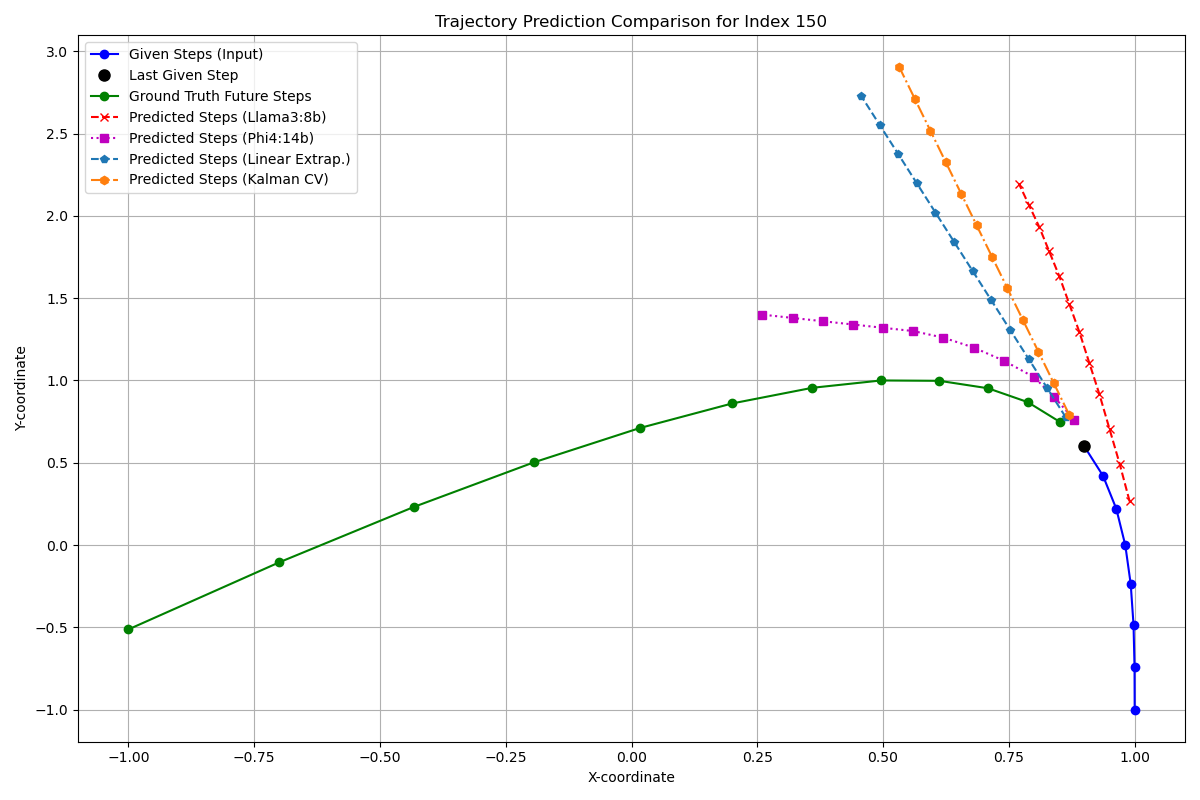 Trajectory Prediction Comparison for Index 150
Given Steps (Input)
Last Given Step
Ground Truth Future Steps
Predicted Steps (Llama3:8b)
Predicted Steps (Phi4:14b)
Predicted Steps (Linear Extrap.)
Predicted Steps (Kalman CV)
Y-coordinate
3.0
2.5
2.0
1.5
1.0
0.5
0.0
−0.5
−1.0
−1.00 −0.75 −0.50 −0.25 0.00 0.25 0.50 0.75 1.00
X-coordinate